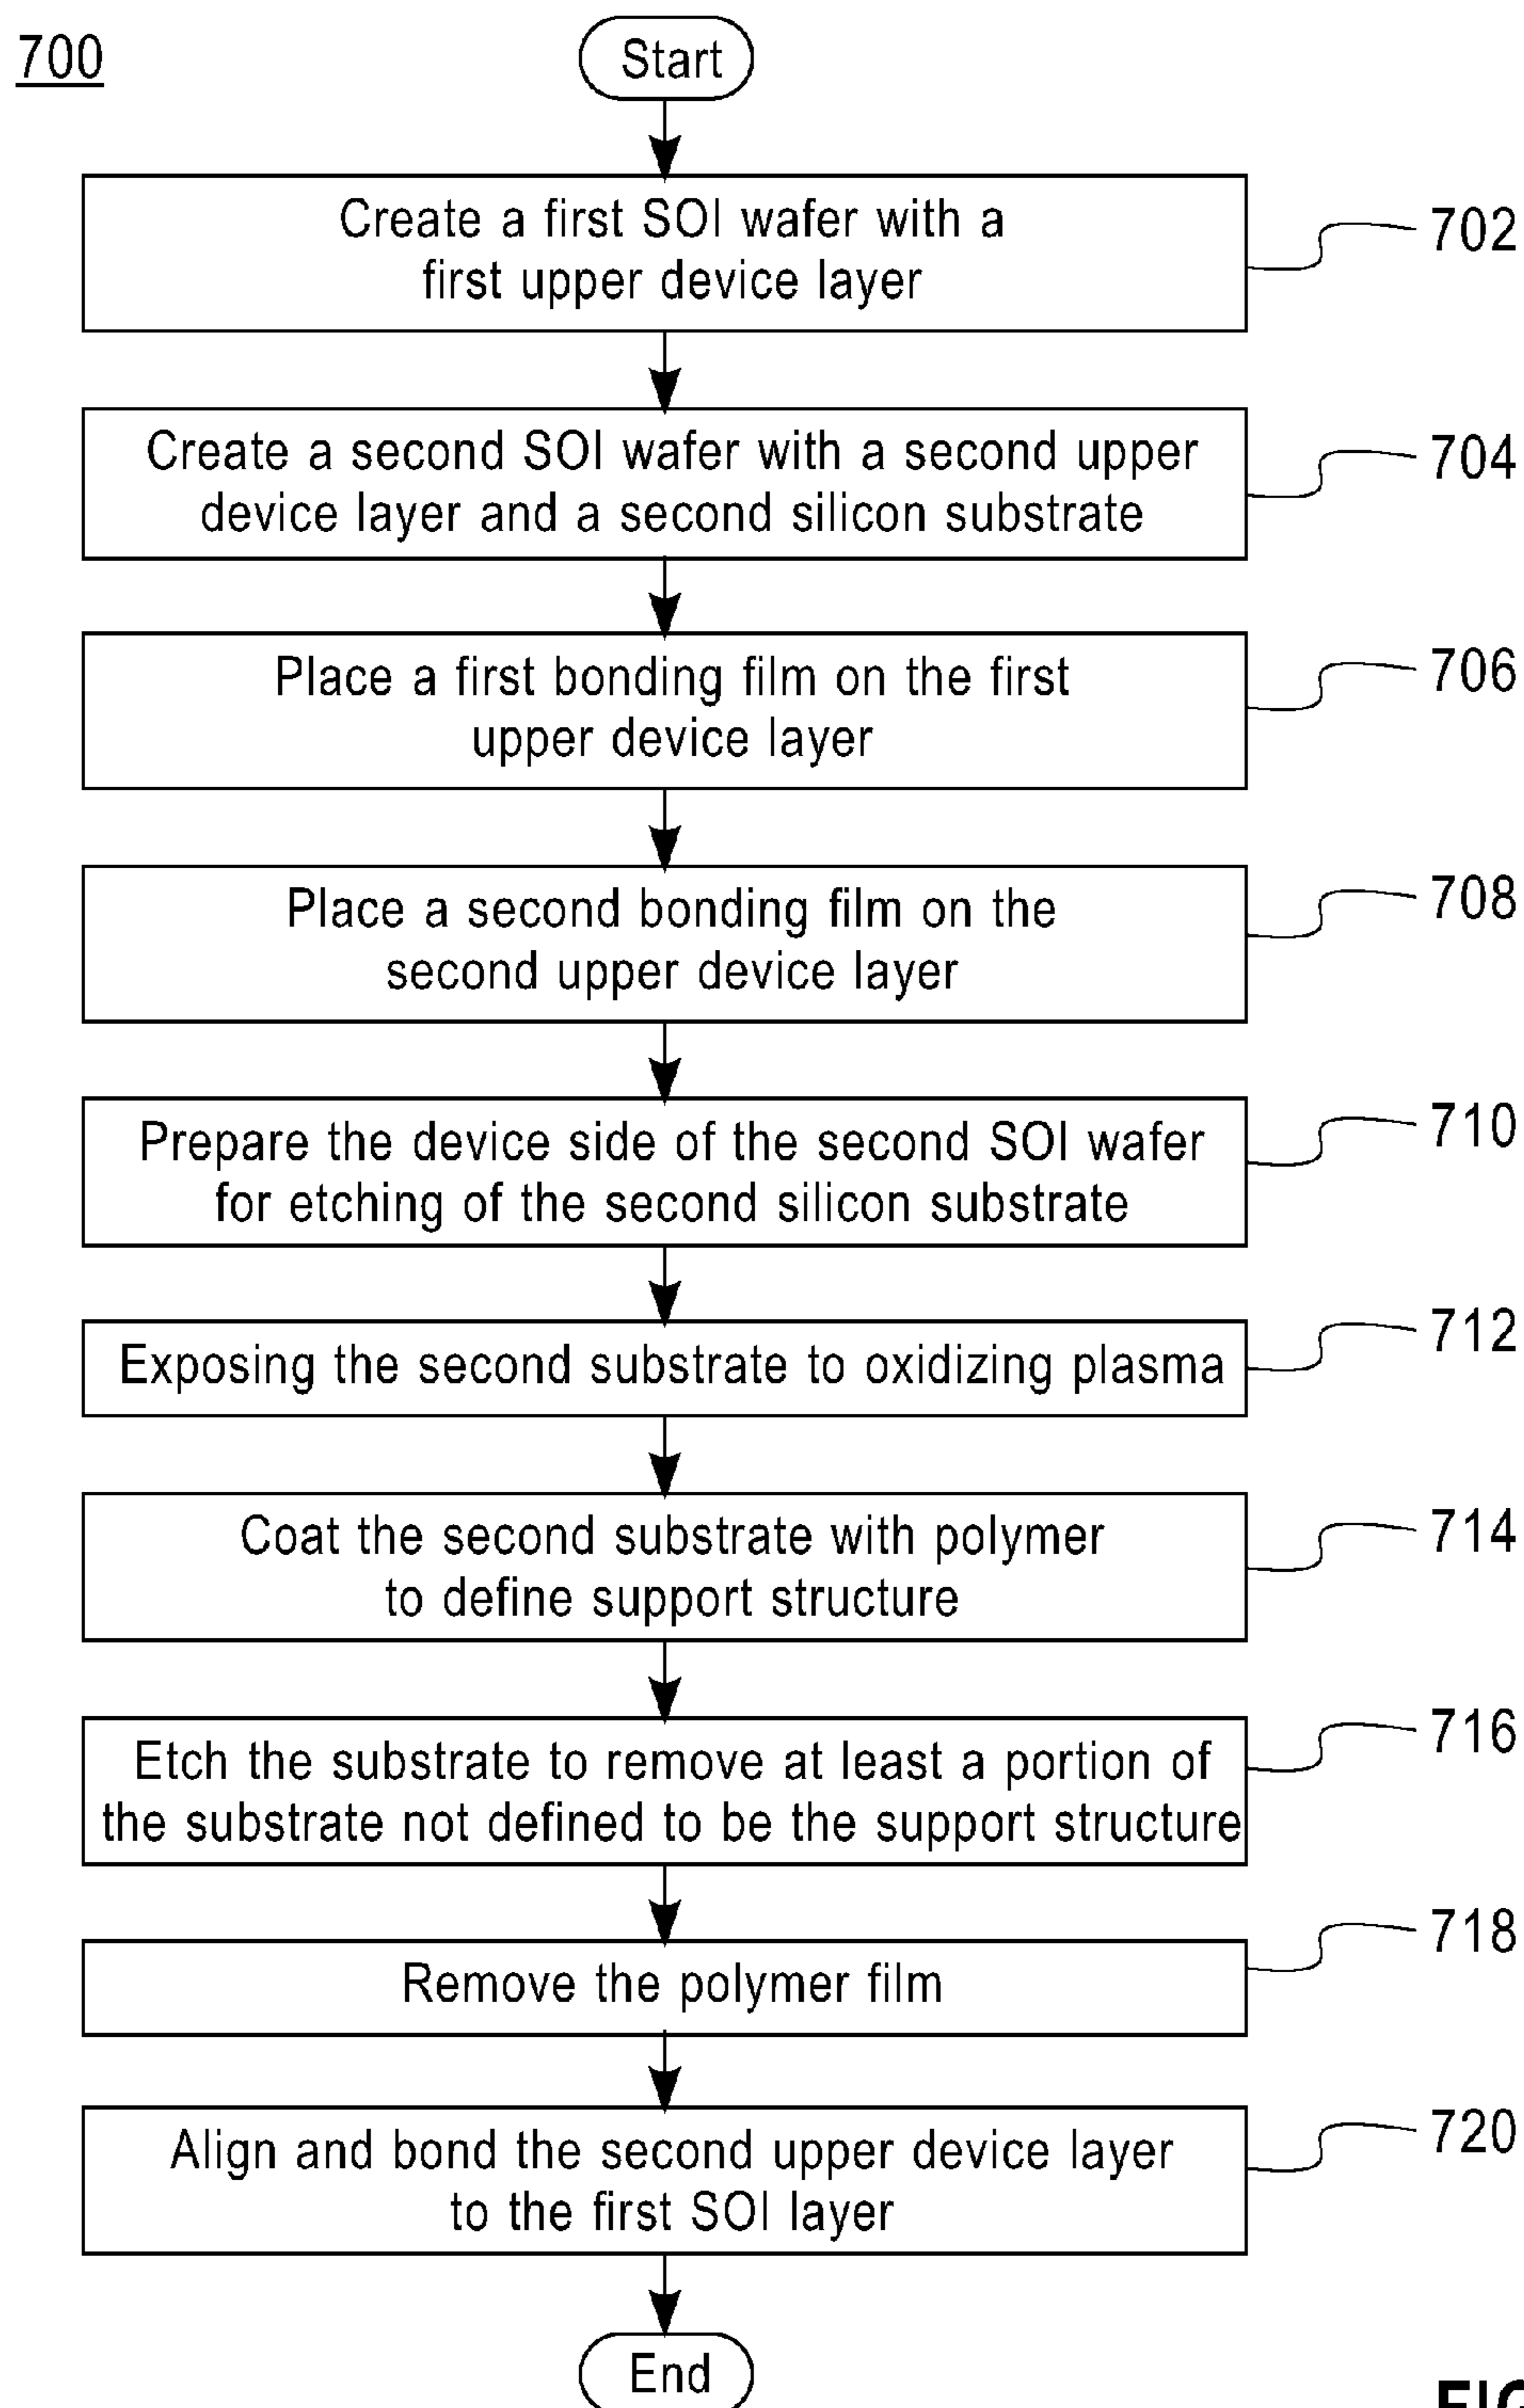 700
Start
Create a first SOI wafer with a
first upper device layer
702
Create a second SOI wafer with a second upper
device layer and a second silicon substrate
704
Place a first bonding film on the first
upper device layer
706
Place a second bonding film on the
second upper device layer
708
Prepare the device side of the second SOI wafer
for etching of the second silicon substrate
710
Exposing the second substrate to oxidizing plasma
712
Coat the second substrate with polymer
to define support structure
714
Etch the substrate to remove at least a portion of
the substrate not defined to be the support structure
716
Remove the polymer film
718
Align and bond the second upper device layer
to the first SOI layer
720
End